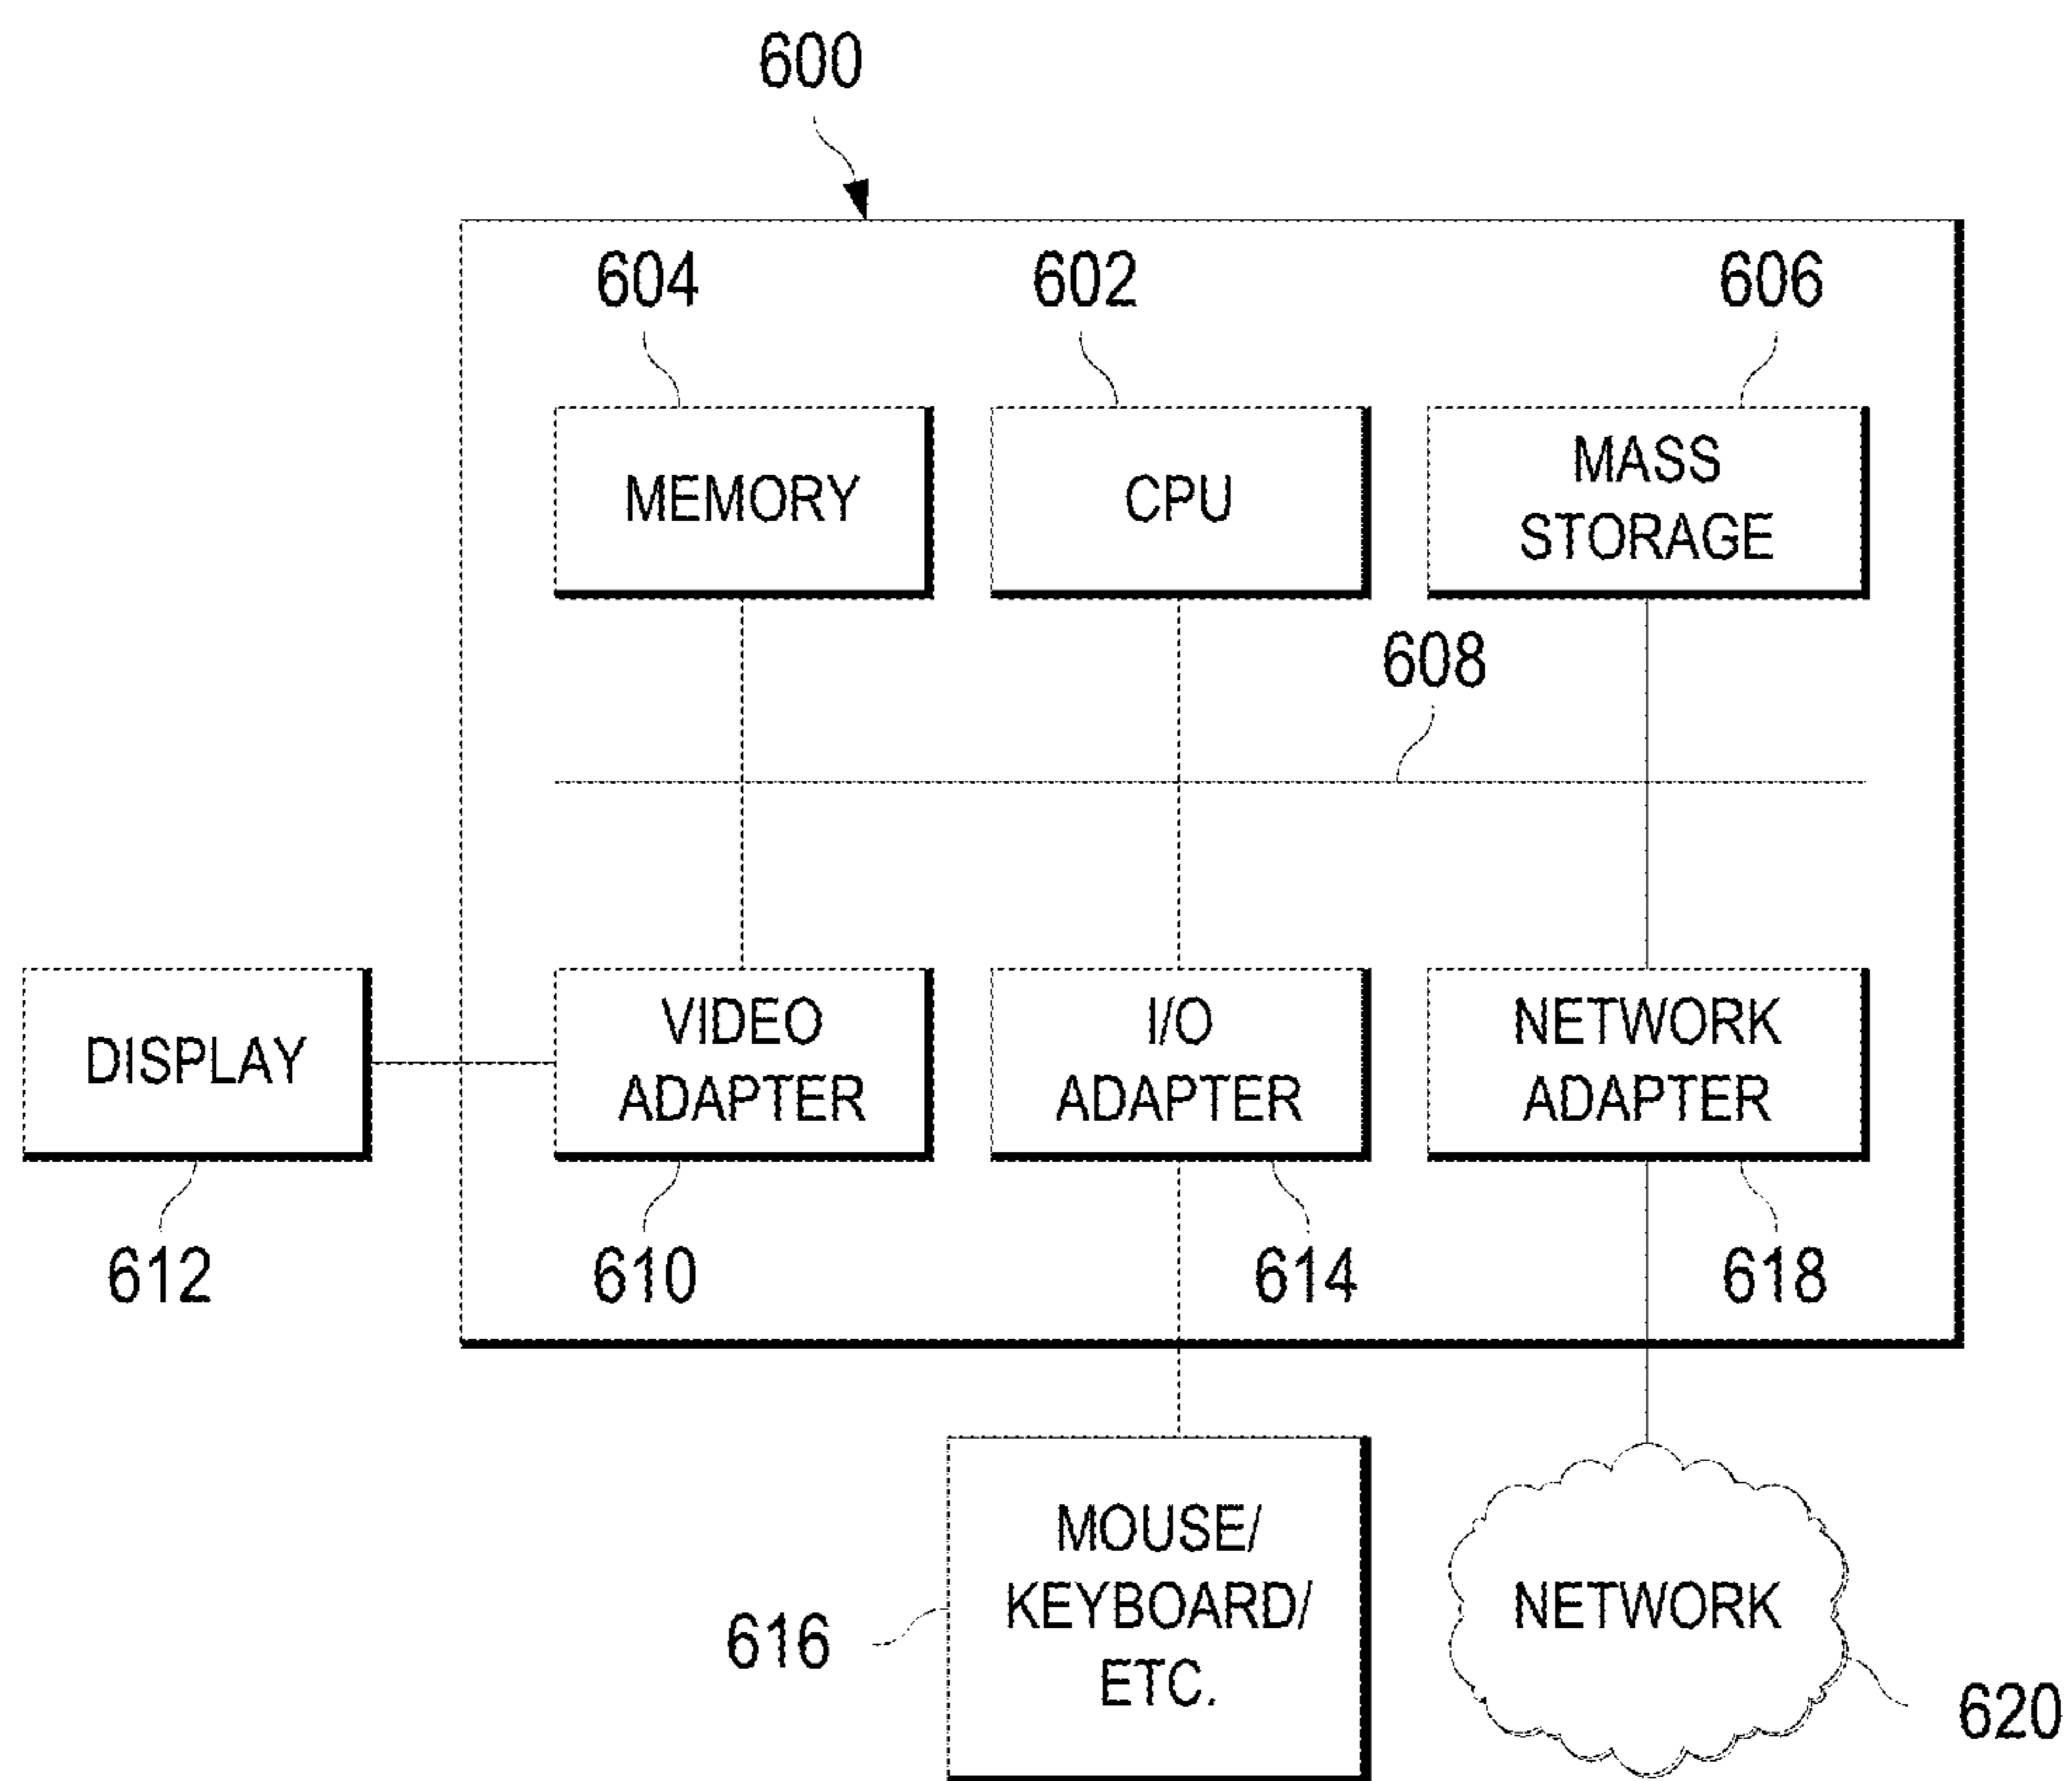 600
604
602
606
MEMORY
CPU
MASS
STORAGE
608
DISPLAY
VIDEO
ADAPTER
I/O
ADAPTER
NETWORK
ADAPTER
612
610
614
618
MOUSE/
KEYBOARD/
ETC.
616
NETWORK
620